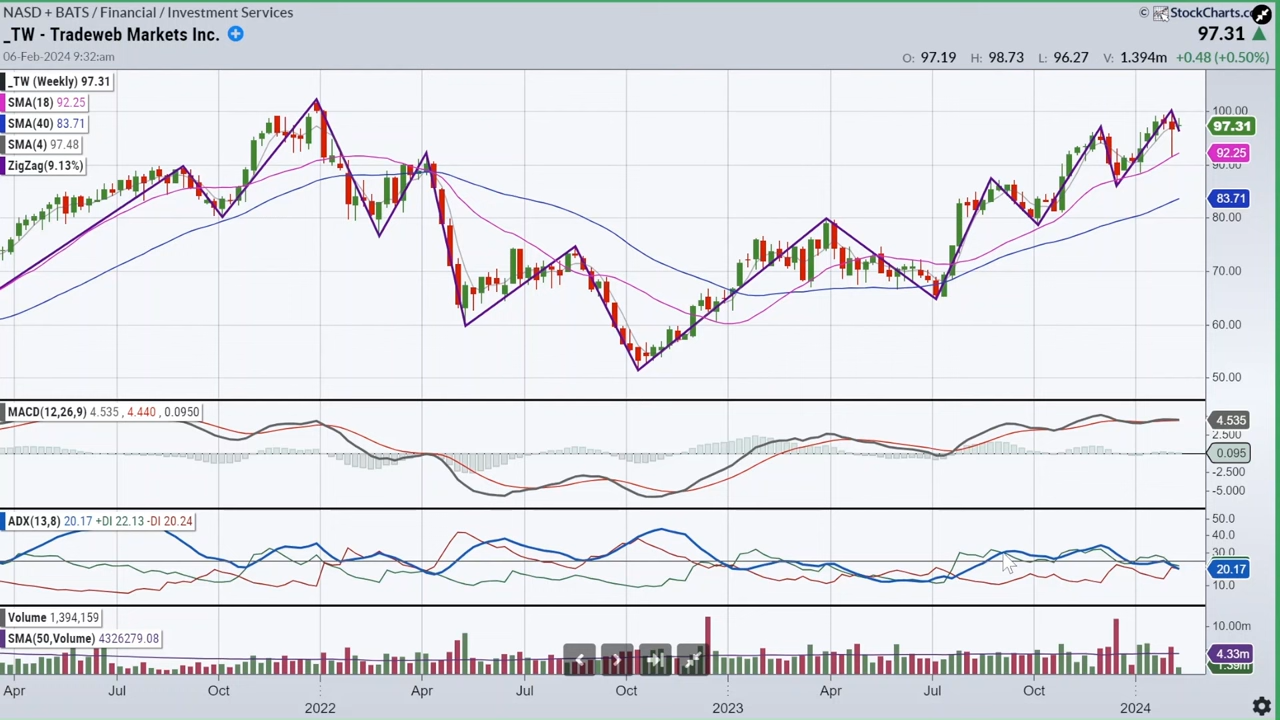 NASD + BATS / Financial / Investment Services
© StockCharts.c
_TW - Tradeweb Markets Inc.
97.31
06-Feb-2024 9:32:am
O: 97.19 H: 98.73 L: 96.27 V: 1.394m +0.48 (+0.50%)
_TW (Weekly) 97.31
SMA(18) 92.25
SMA(40) 83.71
SMA(4) 97.48
ZigZag(9.13%)
100.00
97.31
92.25
90.00
83.71
80.00
70.00
60.00
50.00
MACD(12,26,9) 4.535 , 4.440 , 0.0950
4.535
2.500
0.095
-2.500
-5.000
ADX(13,8) 20.17 +DI 22.13 -DI 20.24
50.0
40.0
30.0
20.17
10.0
Volume 1,394,159
SMA(50,Volume) 4326279.08
10.00m
4.33m
1.39m
Apr Jul Oct Apr Jul Oct Apr Jul Oct
2022 2023 2024